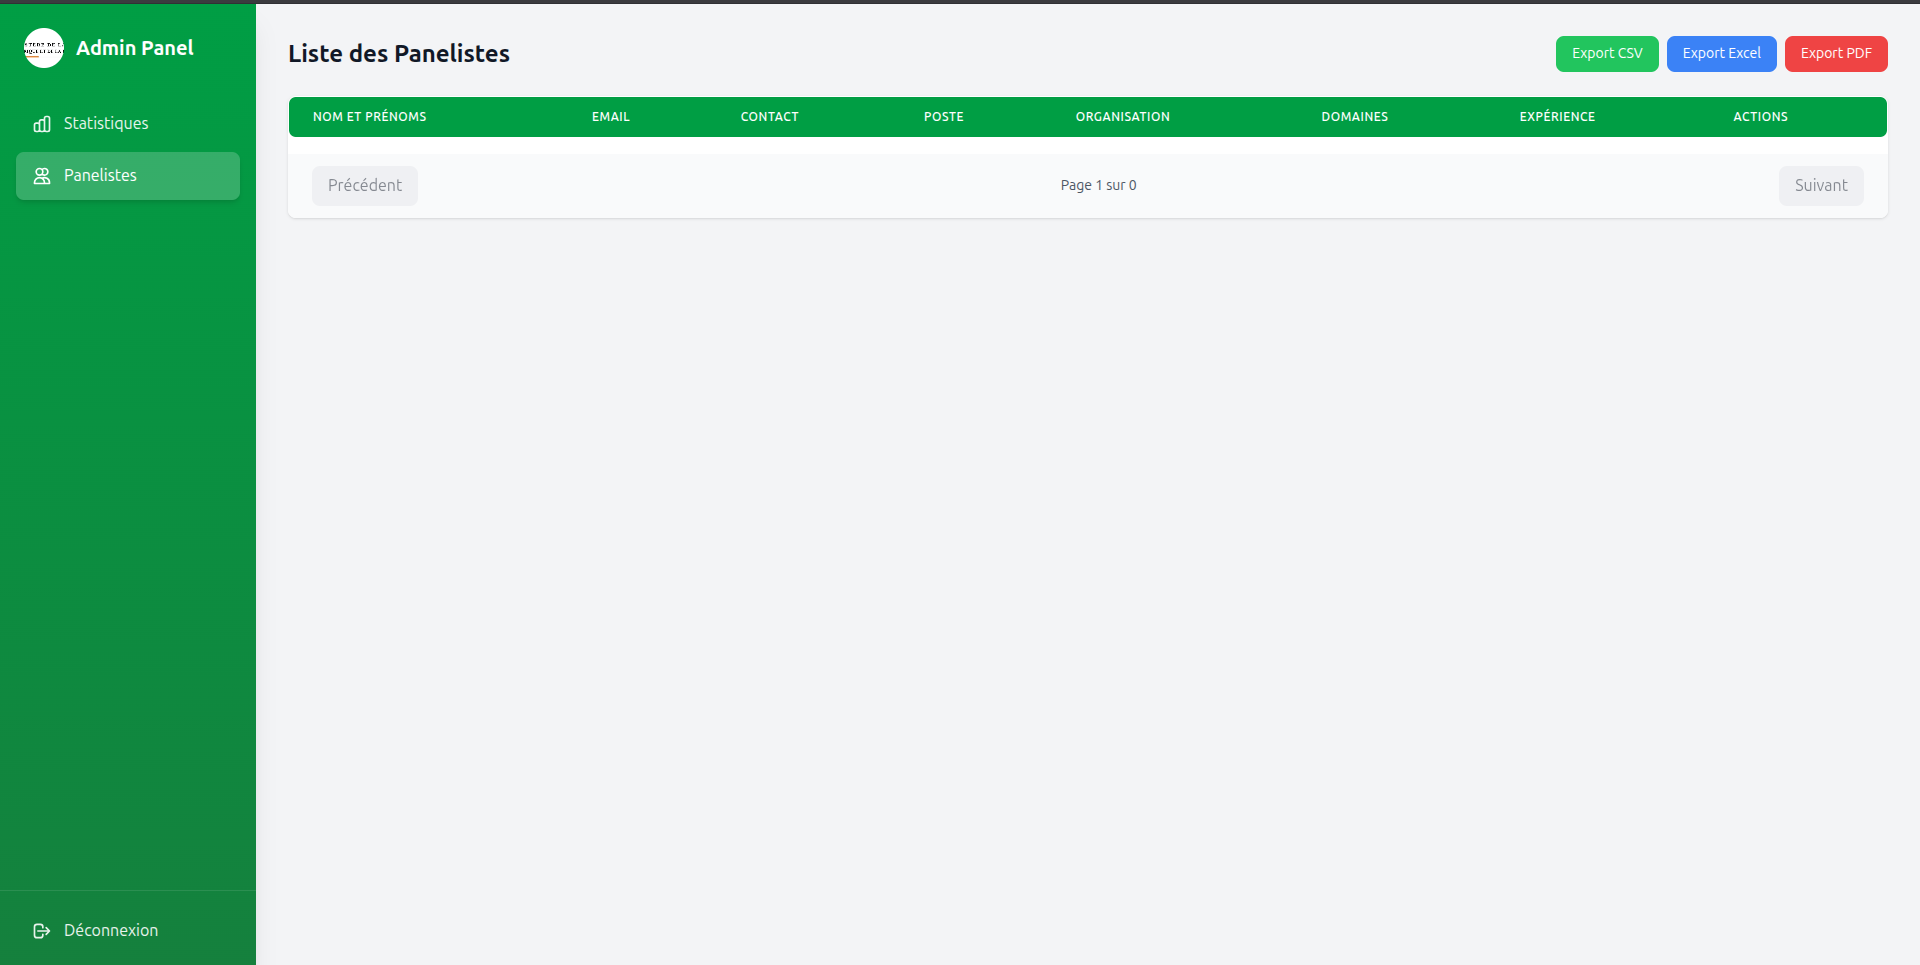 Admin Panel
Statistiques
Panelistes
Déconnexion
Liste des Panelistes
Export CSV
Export Excel
Export PDF
NOM ET PRÉNOMS EMAIL CONTACT POSTE ORGANISATION DOMAINES EXPÉRIENCE ACTIONS
Précédent
Page 1 sur 0
Suivant